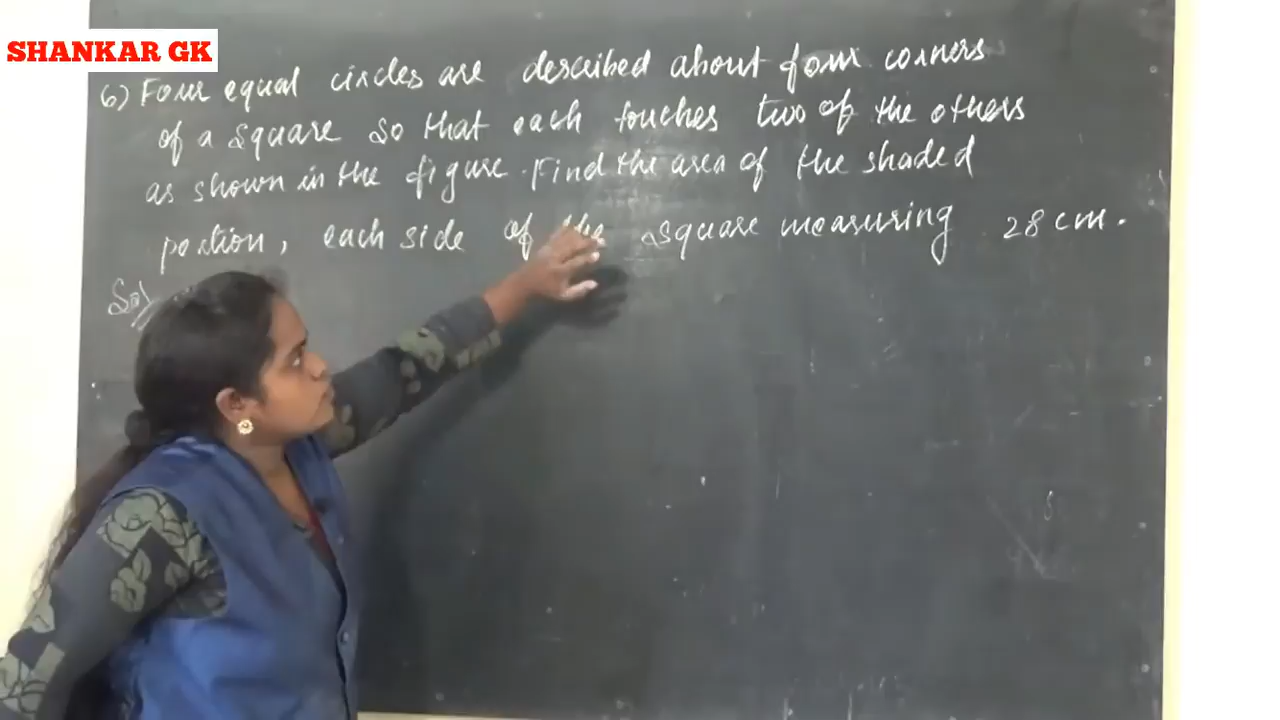 SHANKAR GK
6) Four equal circles are described about four corners
of a square so that each touches two of the others
as shown in the figure. Find the area of the shaded
portion, each side of the square measuring 28 cm.
Sol